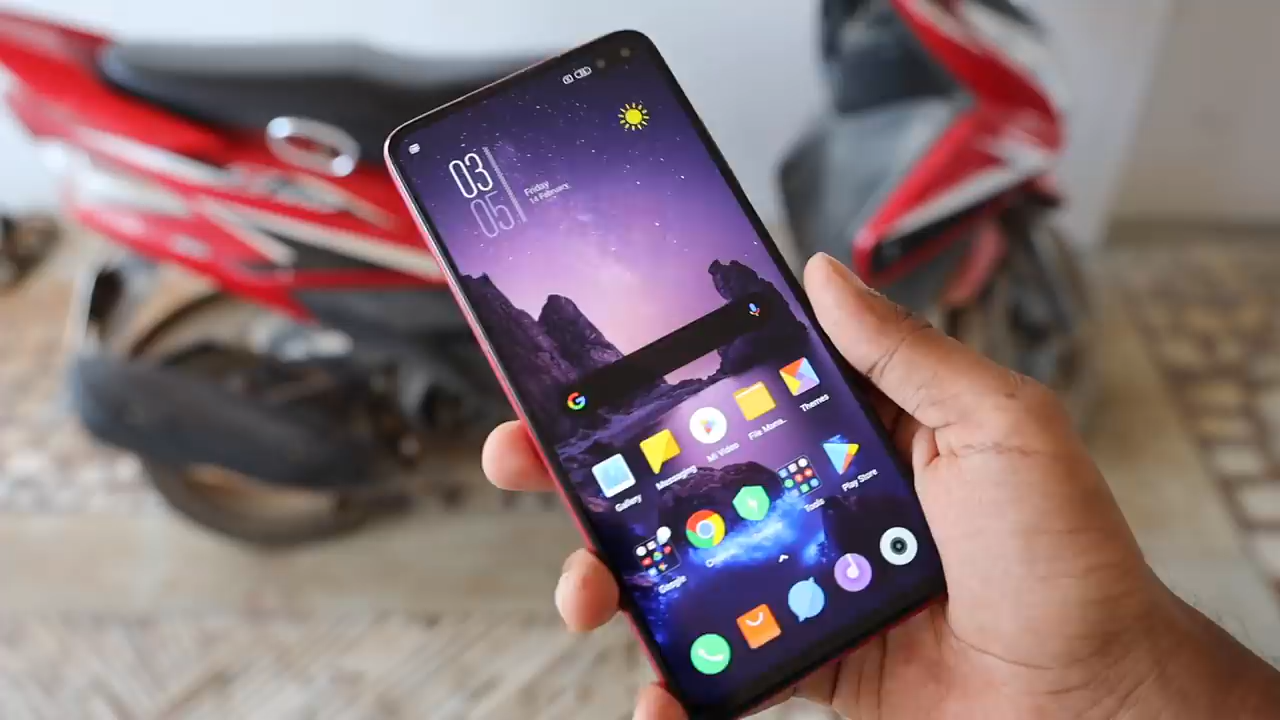 03
05
Friday
14 February
Gallery
Messaging
Mi Video
File Mana..
Themes
Google
Tools
Play Store